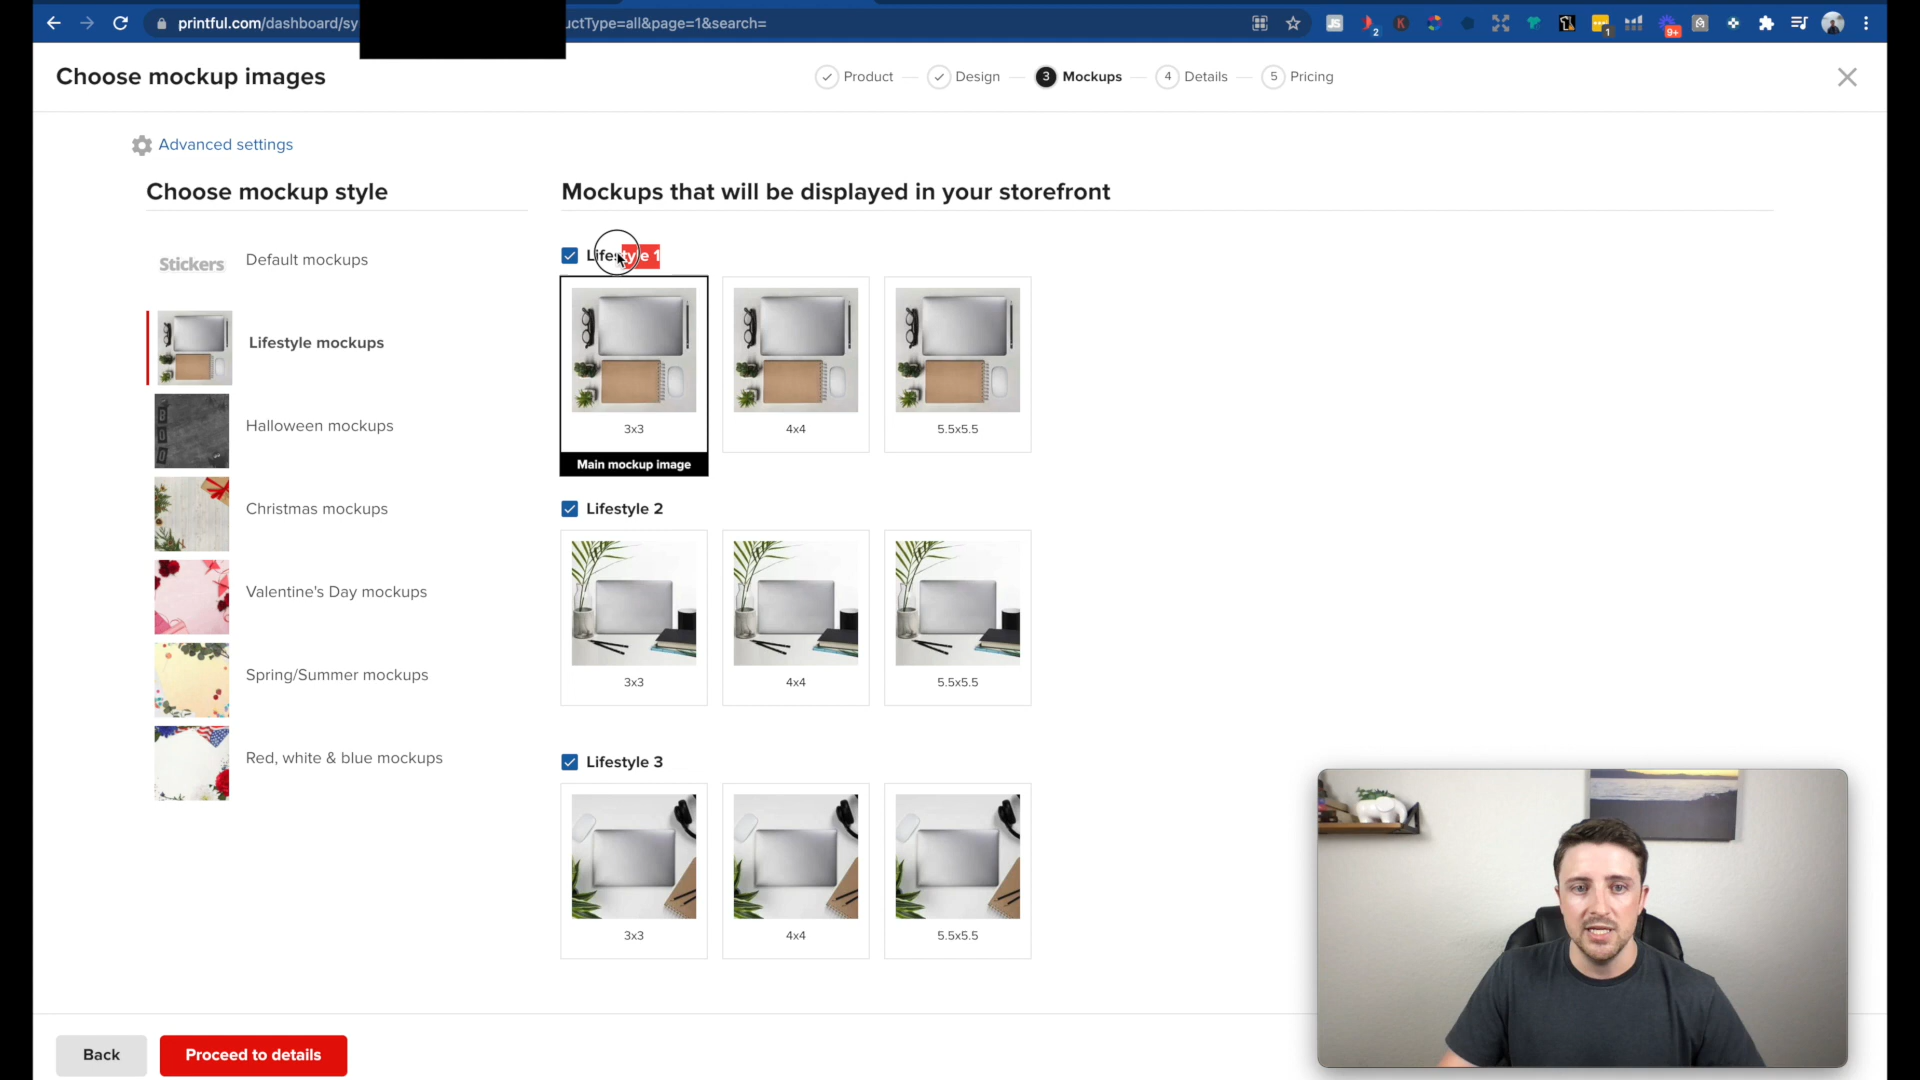 printful.com/dashboard/sy uctType=all&page=1&search=
JS
2
K
1
9+
Choose mockup images
Product
Design
3 Mockups
4 Details
5 Pricing
Advanced settings
Choose mockup style
Stickers Default mockups
Lifestyle mockups
Halloween mockups
Christmas mockups
Valentine's Day mockups
Spring/Summer mockups
Red, white & blue mockups
Mockups that will be displayed in your storefront
Lifestyle 1
3x3
4x4
5.5x5.5
Main mockup image
Lifestyle 2
3x3
4x4
5.5x5.5
Lifestyle 3
3x3
4x4
5.5x5.5
Back
Proceed to details